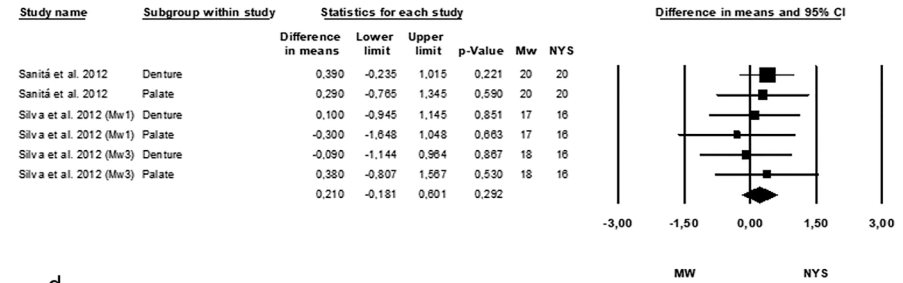 Study name Subgroup within study Statistics for each study Difference in means and 95% CI
Difference in means Lower limit Upper limit p-Value Mw NYS
Sanitá et al. 2012 Denture 0,390 -0,235 1,015 0,221 20 20
Sanitá et al. 2012 Palate 0,290 -0,765 1,345 0,590 20 20
Silva et al. 2012 (Mw1) Denture 0,100 -0,945 1,145 0,851 17 16
Silva et al. 2012 (Mw1) Palate -0,300 -1,648 1,048 0,663 17 16
Silva et al. 2012 (Mw3) Denture -0,090 -1,144 0,964 0,867 18 16
Silva et al. 2012 (Mw3) Palate 0,380 -0,807 1,567 0,530 18 16
0,210 -0,181 0,601 0,292
-3,00 -1,50 0,00 1,50 3,00
MW NYS